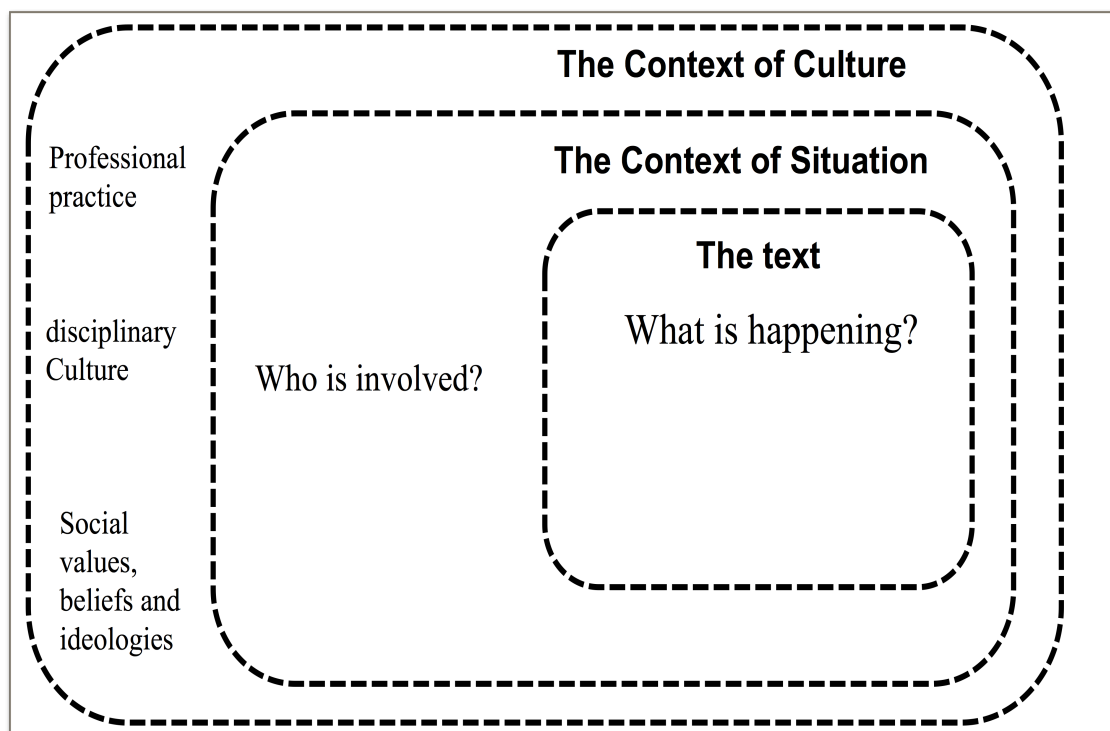 The Context of Culture
Professional
practice
The Context of Situation
The text
What is happening?
disciplinary
Culture
Who is involved?
Social
values,
beliefs and
ideologies